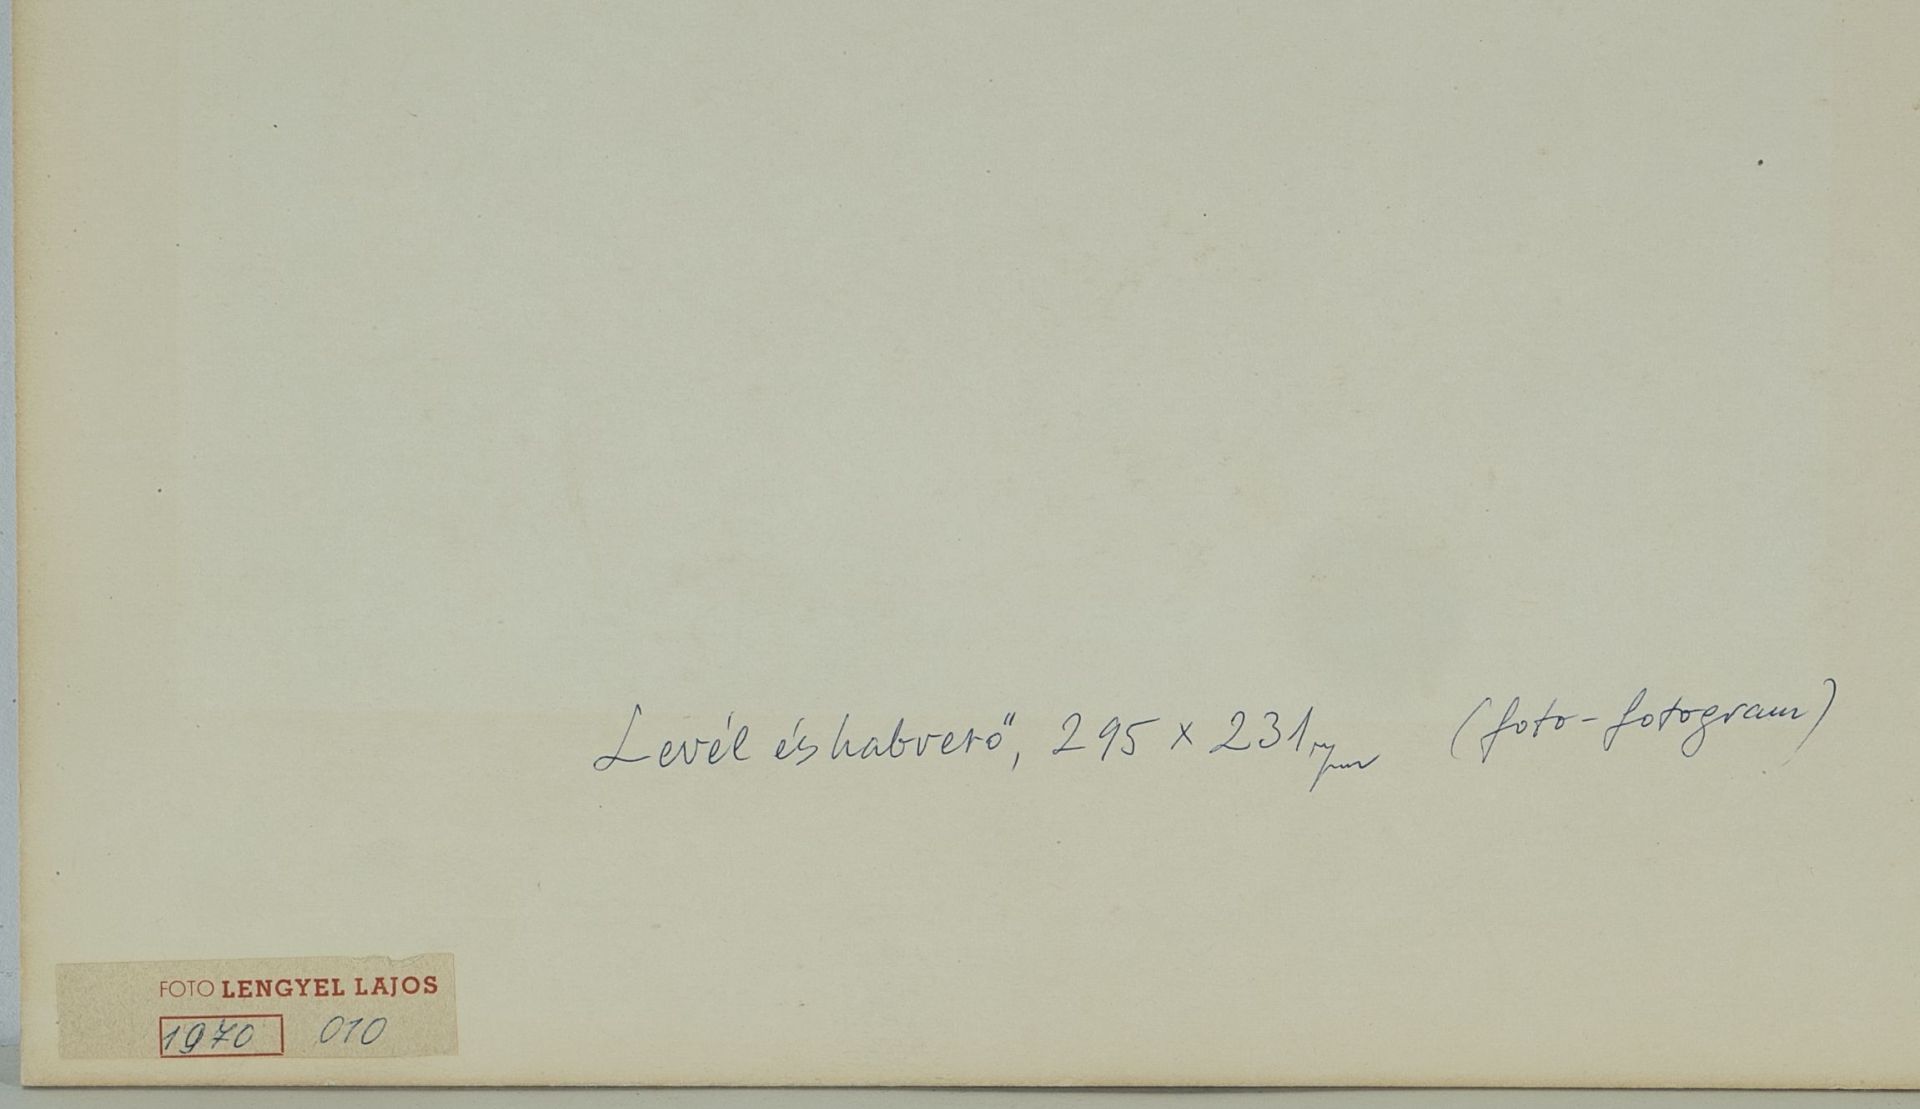 Levél és habverő, 295 x 231 mm (foto-fotogram)
FOTO LENGYEL LAJOS
1970 010